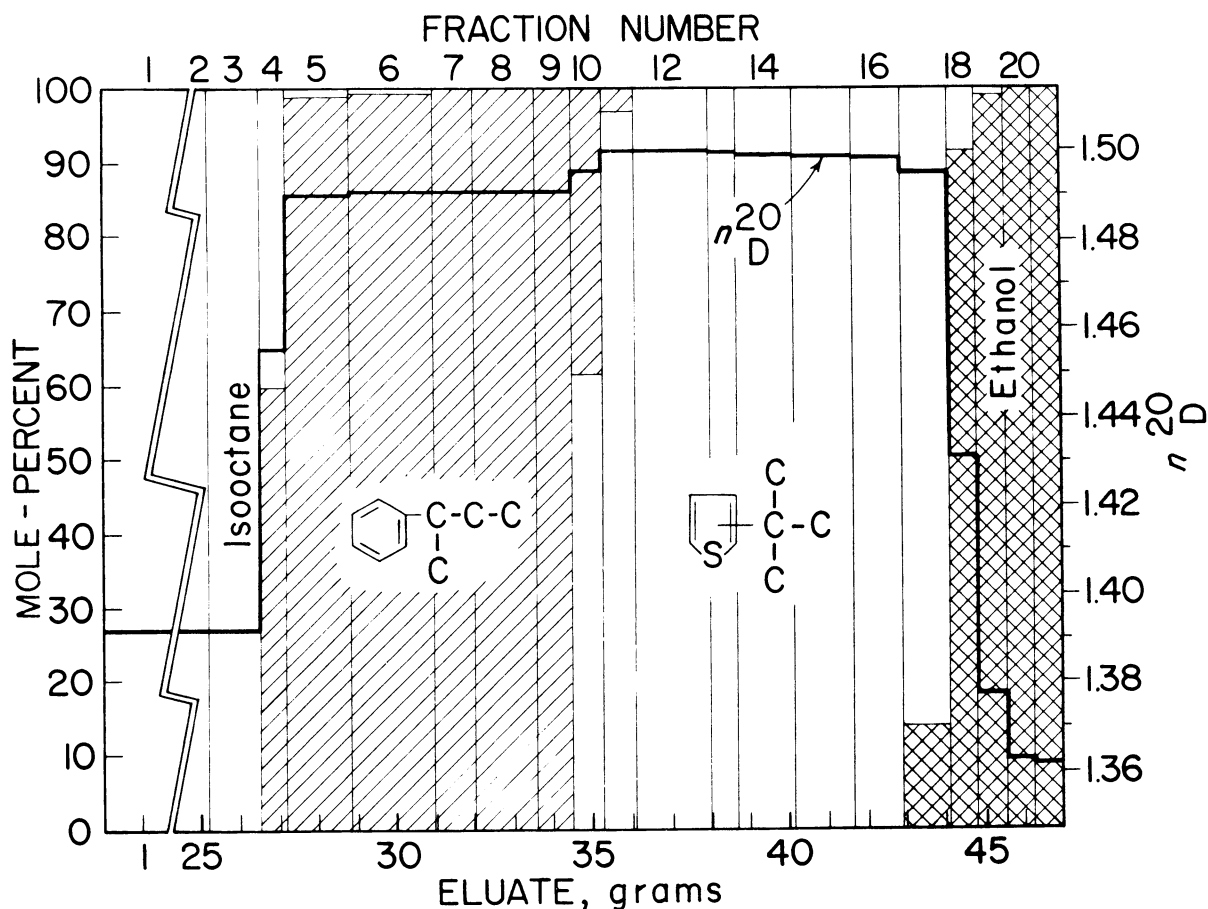 FRACTION NUMBER
1 2 3 4 5 6 7 8 9 10 12 14 16 18 20
100
90
80
70
60
50
40
30
20
10
0
MOLE-PERCENT
Isooctane
C-C-C
C
C
C-C
C
S
n 20 D
Ethanol
1.50
1.48
1.46
1.44
1.42
1.40
1.38
1.36
n 20 D
1 25 30 35 40 45
ELUATE, grams